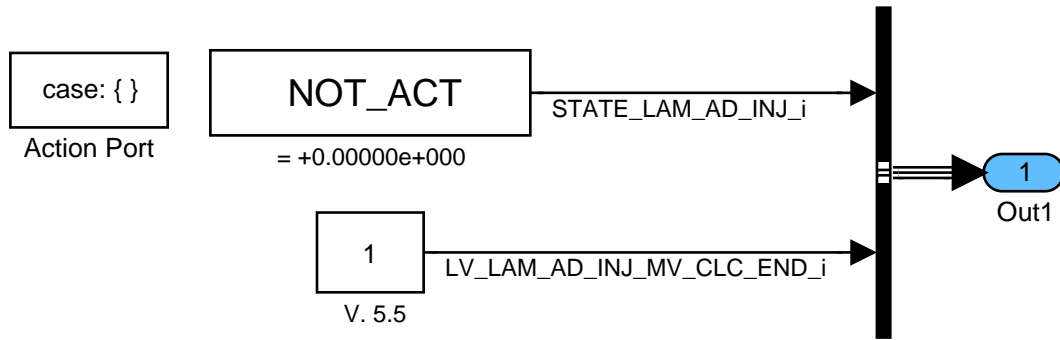 case: { }
Action Port
NOT_ACT
= +0.00000e+000
STATE_LAM_AD_INJ_i
1
V. 5.5
LV_LAM_AD_INJ_MV_CLC_END_i
1
Out1